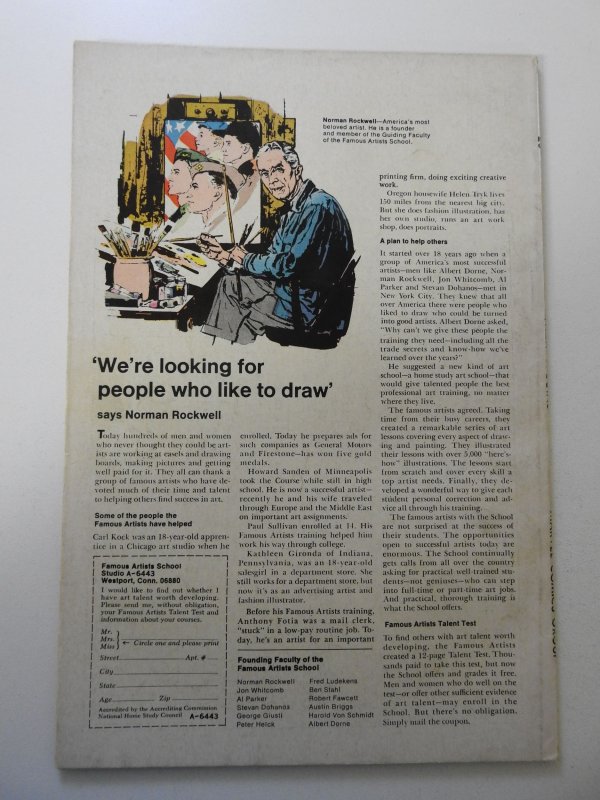 Norman Rockwell—America's most
beloved artist. He is a founder
and member of the Guiding Faculty
of the Famous Artists School.
'We're looking for
people who like to draw'
says Norman Rockwell
Today hundreds of men and women
who never thought they could be art-
ists are working at easels and drawing
boards, making pictures and getting
well paid for it. They all can thank a
group of famous artists who have de-
voted much of their time and talent
to helping others find success in art.
Some of the people the
Famous Artists have helped
Carl Kock was an 18-year-old appren-
tice in a Chicago art studio when he
Famous Artists School
Studio A-6443
Westport, Conn. 06880
I would like to find out whether I
have art talent worth developing.
Please send me, without obligation,
your Famous Artists Talent Test and
information about your courses.
Mr.
Mrs. ← Circle one and please print
Miss
Street Apt. #
City
State
Age Zip
Accredited by the Accrediting Commission
National Home Study Council A-6443
enrolled. Today he prepares ads for
such companies as General Motors
and Firestone—has won five gold
medals.
Howard Sanden of Minneapolis
took the Course while still in high
school. He is now a successful artist—
recently he and his wife traveled
through Europe and the Middle East
on important art assignments.
Paul Sullivan enrolled at 14. His
Famous Artists training helped him
work his way through college.
Kathleen Gironda of Indiana,
Pennsylvania, was an 18-year-old
salesgirl in a department store. She
still works for a department store, but
now it's as an advertising artist and
fashion illustrator.
Before his Famous Artists training,
Anthony Fotia was a mail clerk,
"stuck" in a low-pay routine job. To-
day, he's an artist for an important
Founding Faculty of the
Famous Artists School
Norman Rockwell Fred Ludekens
Jon Whitcomb Ben Stahl
Al Parker Robert Fawcett
Stevan Dohanos Austin Briggs
George Giusti Harold Von Schmidt
Peter Helck Albert Dorne
printing firm, doing exciting creative
work.
Oregon housewife Helen Tryk lives
150 miles from the nearest big city.
But she does fashion illustration, has
her own studio, runs an art work
shop, does portraits.
A plan to help others
It started over 18 years ago when a
group of America's most successful
artists—men like Albert Dorne, Nor-
man Rockwell, Jon Whitcomb, Al
Parker and Stevan Dohanos—met in
New York City. They knew that all
over America there were people who
liked to draw who could be turned
into good artists. Albert Dorne asked,
"Why can't we give these people the
training they need—including all the
trade secrets and know-how we've
learned over the years?"
He suggested a new kind of art
school—a home study art school—that
would give talented people the best
professional art training, no matter
where they live.
The famous artists agreed. Taking
time from their busy careers, they
created a remarkable series of art
lessons covering every aspect of draw-
ing and painting. They illustrated
their lessons with over 5,000 "here's-
how" illustrations. The lessons start
from scratch and cover every skill a
top artist needs. Finally, they de-
veloped a wonderful way to give each
student personal correction and ad-
vice all through his training.
The famous artists with the School
are not surprised at the success of
their students. The opportunities
open to successful artists today are
enormous. The School continually
gets calls from all over the country
asking for practical well-trained stu-
dents—not geniuses—who can step
into full-time or part-time art jobs.
And practical, thorough training is
what the School offers.
Famous Artists Talent Test
To find others with art talent worth
developing, the Famous Artists
created a 12-page Talent Test. Thou-
sands paid to take this test, but now
the School offers and grades it free.
Men and women who do well on the
test—or offer other sufficient evidence
of art talent—may enroll in the
School. But there's no obligation.
Simply mail the coupon.